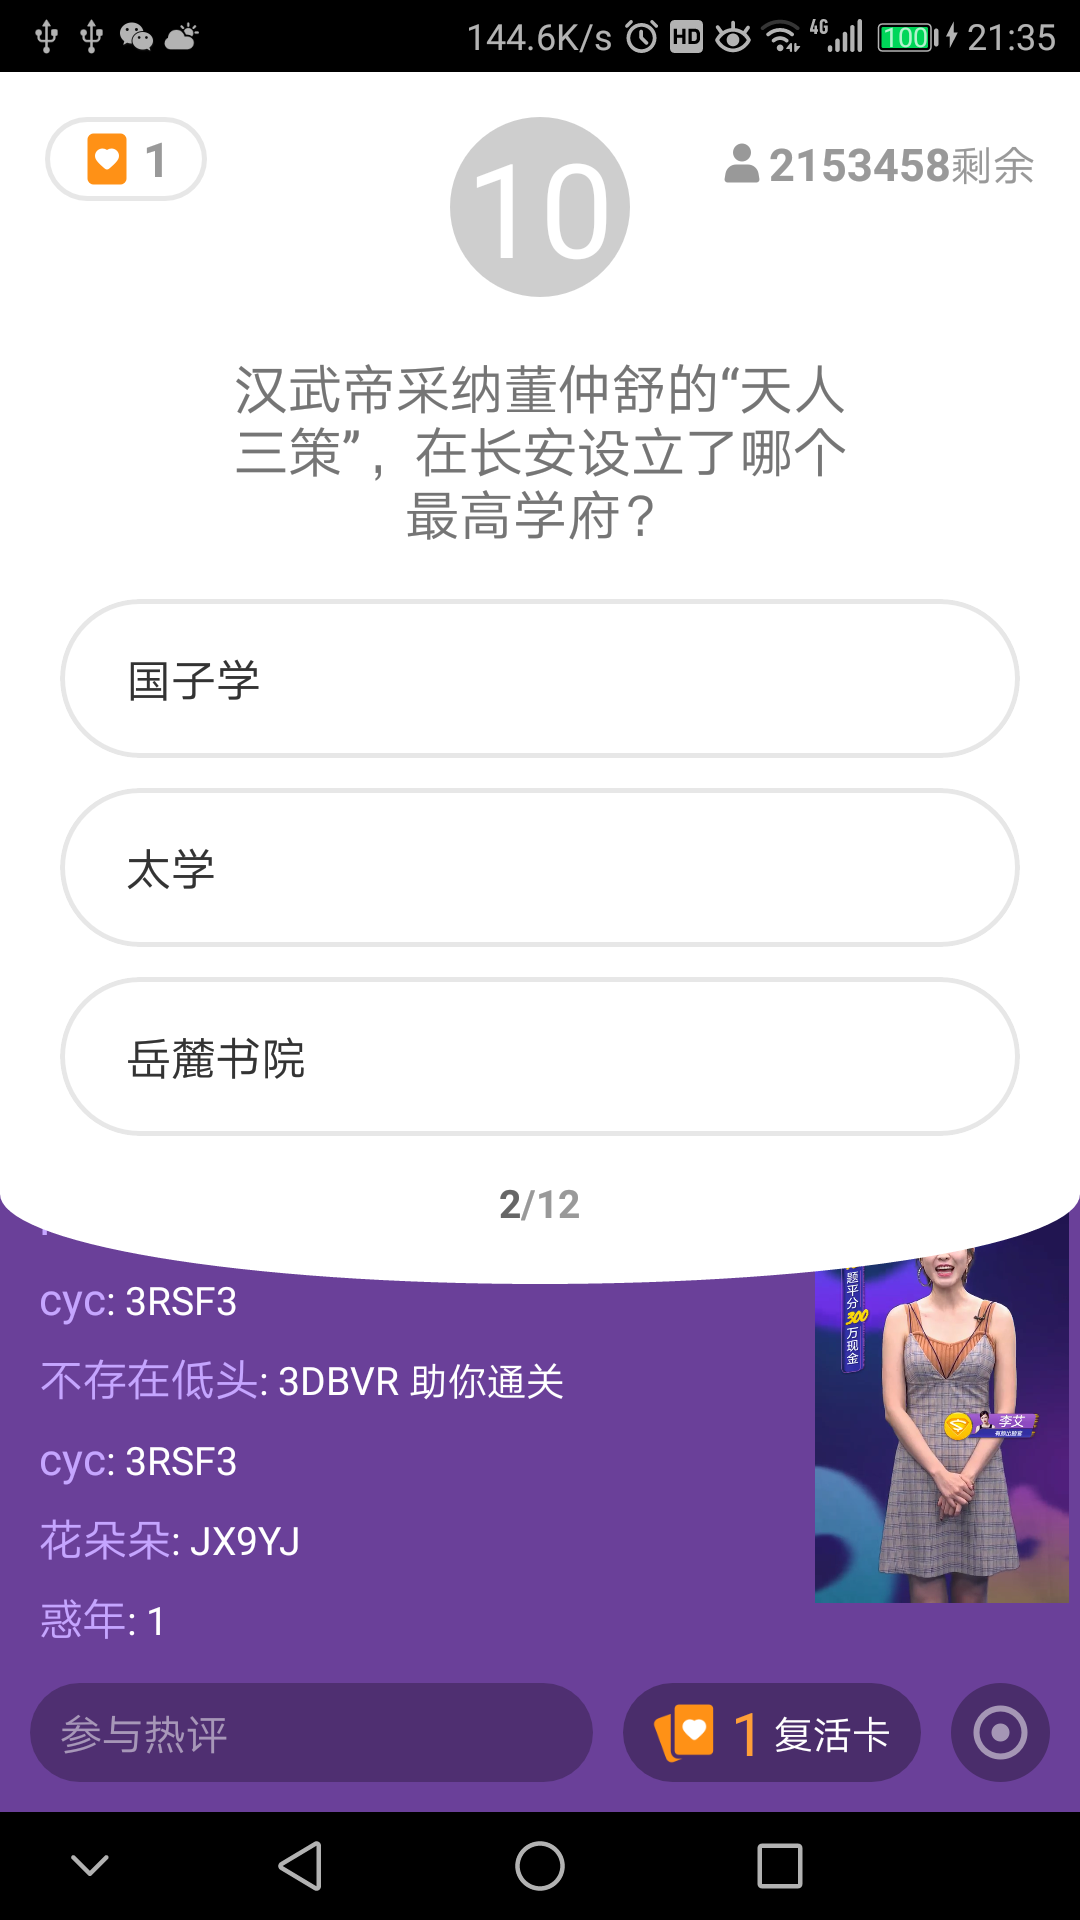 144.6K/s HD 4G 100 21:35
1
10
2153458剩余
汉武帝采纳董仲舒的“天人
三策”，在长安设立了哪个
最高学府？
国子学
太学
岳麓书院
2/12
cyc: 3RSF3
不存在低头: 3DBVR 助你通关
cyc: 3RSF3
花朵朵: JX9YJ
惑年: 1
题平分300万现金
李艾
参与热评
1 复活卡